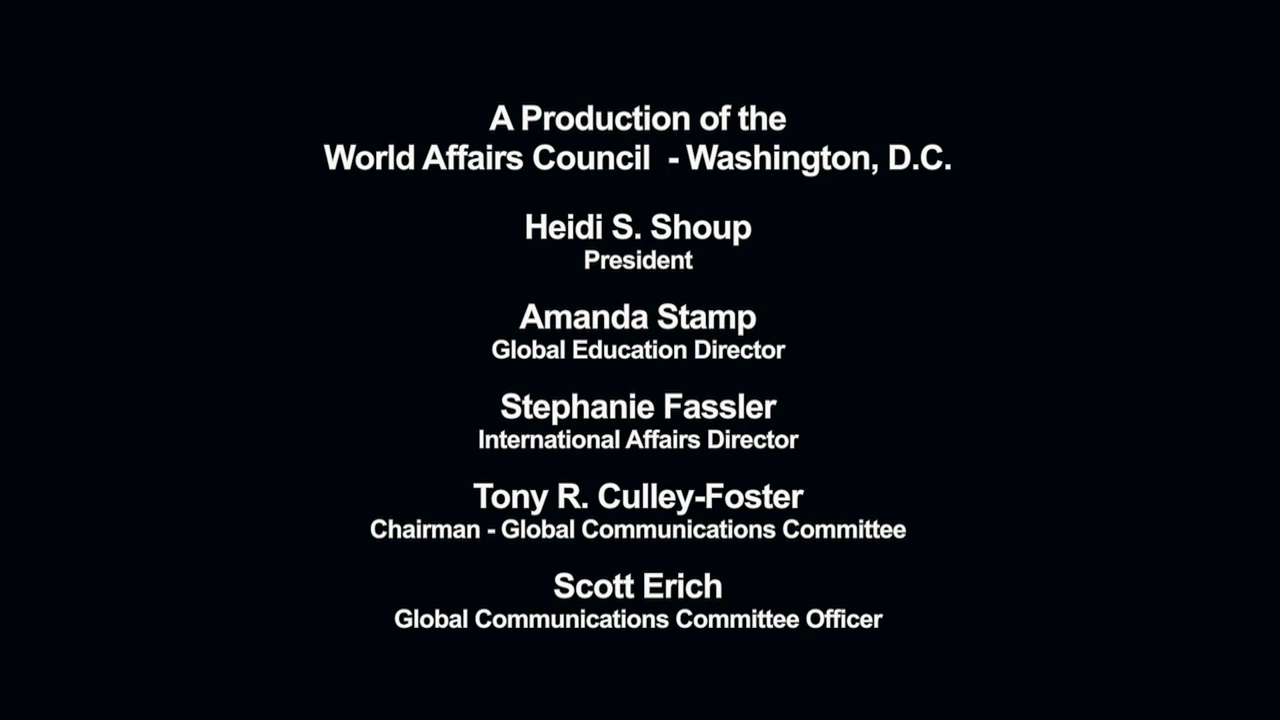 A Production of the
World Affairs Council - Washington, D.C.
Heidi S. Shoup
President
Amanda Stamp
Global Education Director
Stephanie Fassler
International Affairs Director
Tony R. Culley-Foster
Chairman - Global Communications Committee
Scott Erich
Global Communications Committee Officer